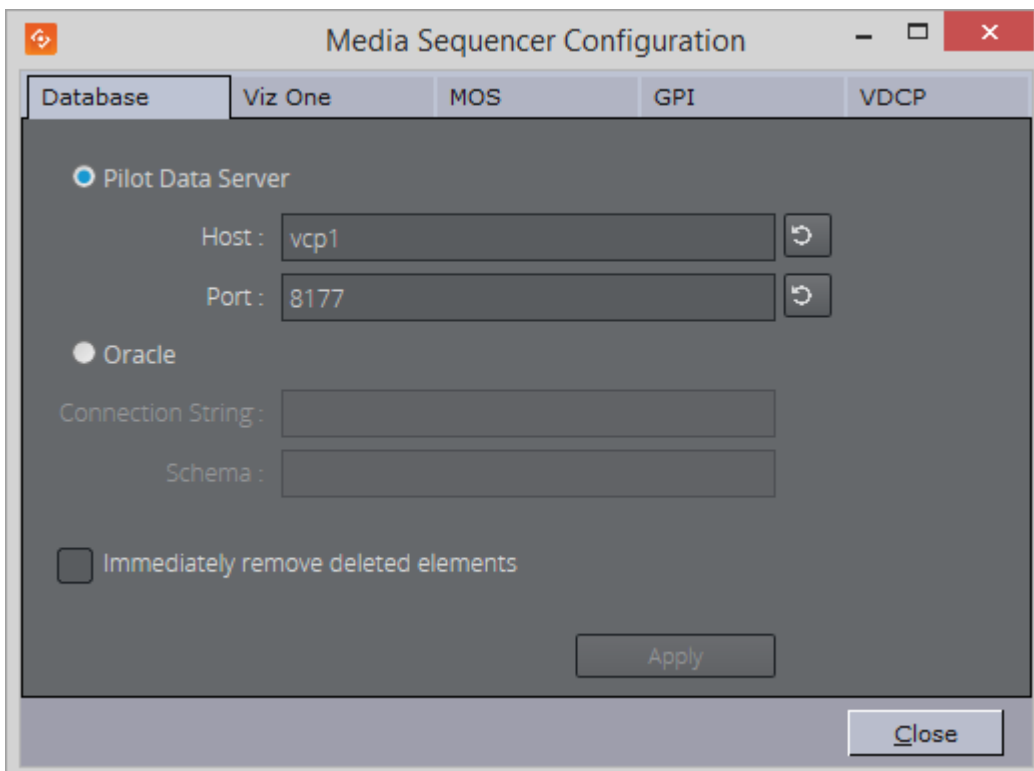 Media Sequencer Configuration
Database Viz One MOS GPI VDCP
Pilot Data Server
Host : vcp1
Port : 8177
Oracle
Connection String :
Schema :
Immediately remove deleted elements
Apply
Close